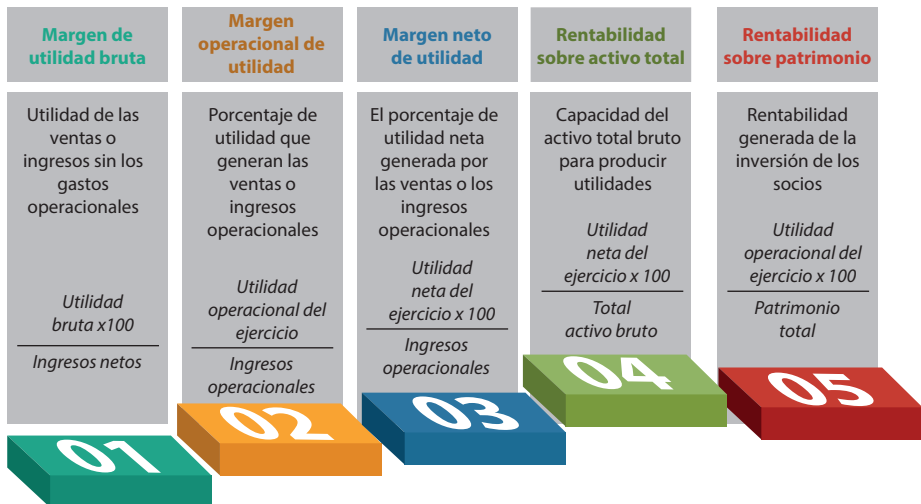 Margen de
utilidad bruta
Utilidad de las
ventas o
ingresos sin los
gastos
operacionales
Utilidad
bruta x100
Ingresos netos
01
Margen
operacional de
utilidad
Porcentaje de
utilidad que
generan las
ventas o
ingresos
operacionales
Utilidad
operacional del
ejercicio
Ingresos
operacionales
02
Margen neto
de utilidad
El porcentaje de
utilidad neta
generada por
las ventas o los
ingresos
operacionales
Utilidad
neta del
ejercicio x 100
Ingresos
operacionales
03
Rentabilidad
sobre activo total
Capacidad del
activo total bruto
para producir
utilidades
Utilidad
neta del
ejercicio x 100
Total
activo bruto
04
Rentabilidad
sobre patrimonio
Rentabilidad
generada de la
inversión de los
socios
Utilidad
operacional del
ejercicio x 100
Patrimonio
total
05